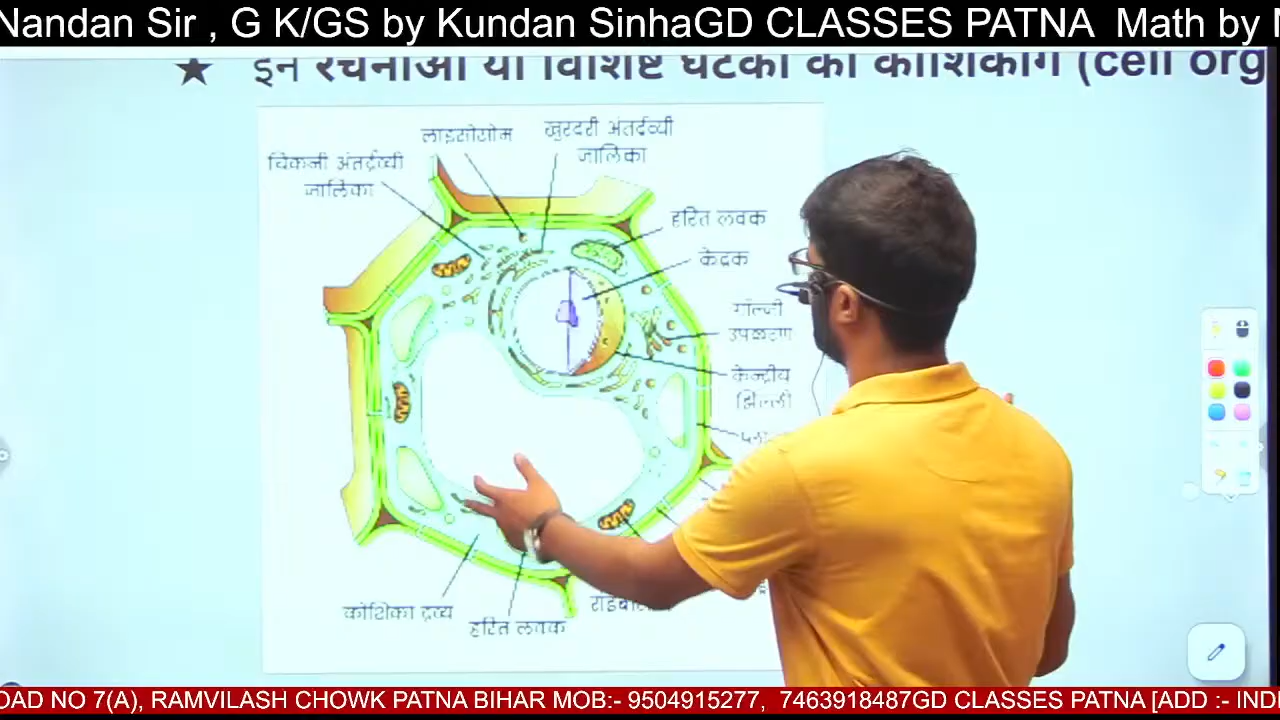 Nandan Sir , G K/GS by Kundan SinhaGD CLASSES PATNA Math by
★ इन रचनाओं या विशिष्ट घटकों को कोशिकांग (cell org
लाइसोसोम
खुरदरी अंतर्द्रव्यी
जालिका
चिकनी अंतर्द्रव्यी
जालिका
हरित लवक
केंद्रक
गॉल्जी
उपकरण
केन्द्रीय
झिल्ली
कोशिका द्रव्य
हरित लवक
OAD NO 7(A), RAMVILASH CHOWK PATNA BIHAR MOB:- 9504915277, 7463918487GD CLASSES PATNA [ADD :- IND